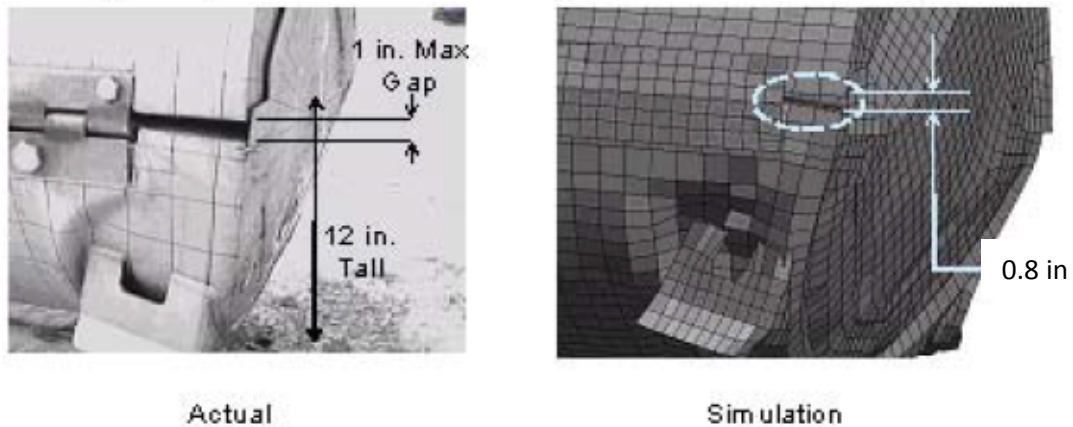 1 in. Max
Gap
12 in.
Tall
0.8 in
Actual
Simulation